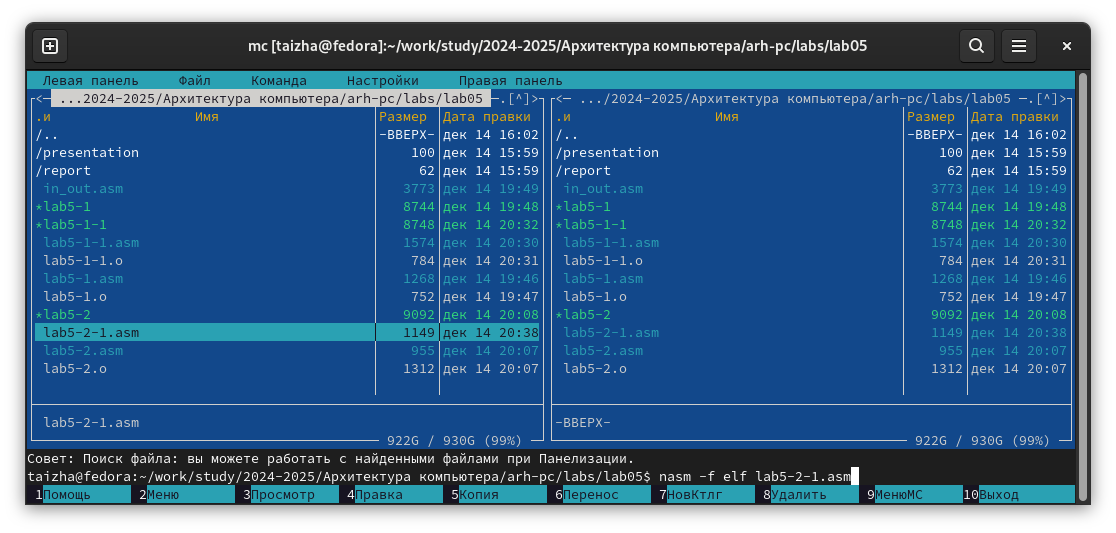 mc [taizha@fedora]:~/work/study/2024-2025/Архитектура компьютера/arh-pc/labs/lab05
Левая панель Файл Команда Настройки Правая панель
<─ ...2024-2025/Архитектура компьютера/arh-pc/labs/lab05 ─.[^]> <─ .../2024-2025/Архитектура компьютера/arh-pc/labs/lab05 ─.[^]>
.и Имя Размер Дата правки .и Имя Размер Дата правки
/.. -ВВЕРХ- дек 14 16:02 /.. -ВВЕРХ- дек 14 16:02
/presentation 100 дек 14 15:59 /presentation 100 дек 14 15:59
/report 62 дек 14 15:59 /report 62 дек 14 15:59
in_out.asm 3773 дек 14 19:49 in_out.asm 3773 дек 14 19:49
*lab5-1 8744 дек 14 19:48 *lab5-1 8744 дек 14 19:48
*lab5-1-1 8748 дек 14 20:32 *lab5-1-1 8748 дек 14 20:32
lab5-1-1.asm 1574 дек 14 20:30 lab5-1-1.asm 1574 дек 14 20:30
lab5-1-1.o 784 дек 14 20:31 lab5-1-1.o 784 дек 14 20:31
lab5-1.asm 1268 дек 14 19:46 lab5-1.asm 1268 дек 14 19:46
lab5-1.o 752 дек 14 19:47 lab5-1.o 752 дек 14 19:47
*lab5-2 9092 дек 14 20:08 *lab5-2 9092 дек 14 20:08
lab5-2-1.asm 1149 дек 14 20:38 lab5-2-1.asm 1149 дек 14 20:38
lab5-2.asm 955 дек 14 20:07 lab5-2.asm 955 дек 14 20:07
lab5-2.o 1312 дек 14 20:07 lab5-2.o 1312 дек 14 20:07
lab5-2-1.asm -ВВЕРХ-
922G / 930G (99%) 922G / 930G (99%)
Совет: Поиск файла: вы можете работать с найденными файлами при Панелизации.
taizha@fedora:~/work/study/2024-2025/Архитектура компьютера/arh-pc/labs/lab05$ nasm -f elf lab5-2-1.asm
1Помощь 2Меню 3Просмотр 4Правка 5Копия 6Перенос 7НовКтлг 8Удалить 9МенюМС 10Выход